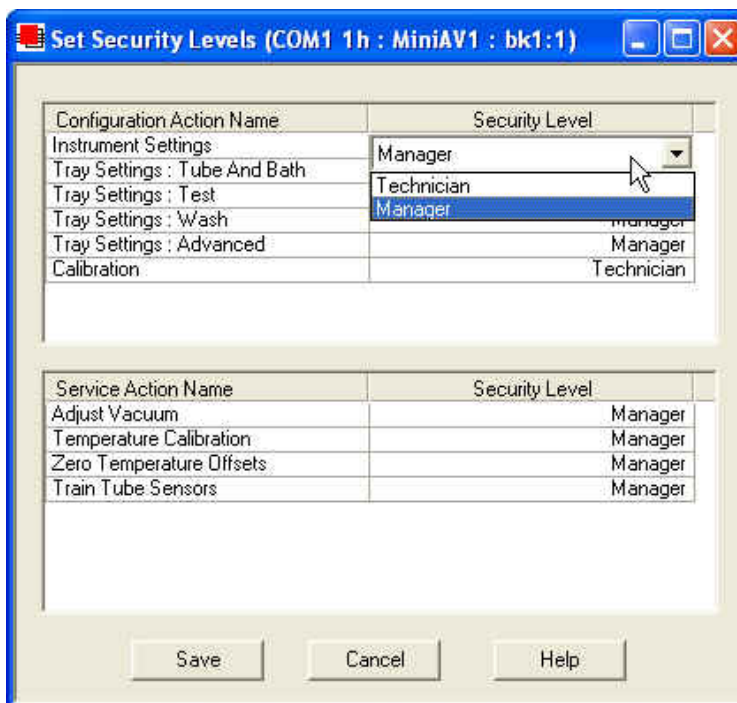 Set Security Levels (COM1 1h : MiniAV1 : bk1:1)
Configuration Action Name Security Level
Instrument Settings Manager
Tray Settings : Tube And Bath
Technician
Tray Settings : Test
Manager
Tray Settings : Wash Manager
Tray Settings : Advanced Manager
Calibration Technician
Service Action Name Security Level
Adjust Vacuum Manager
Temperature Calibration Manager
Zero Temperature Offsets Manager
Train Tube Sensors Manager
Save Cancel Help